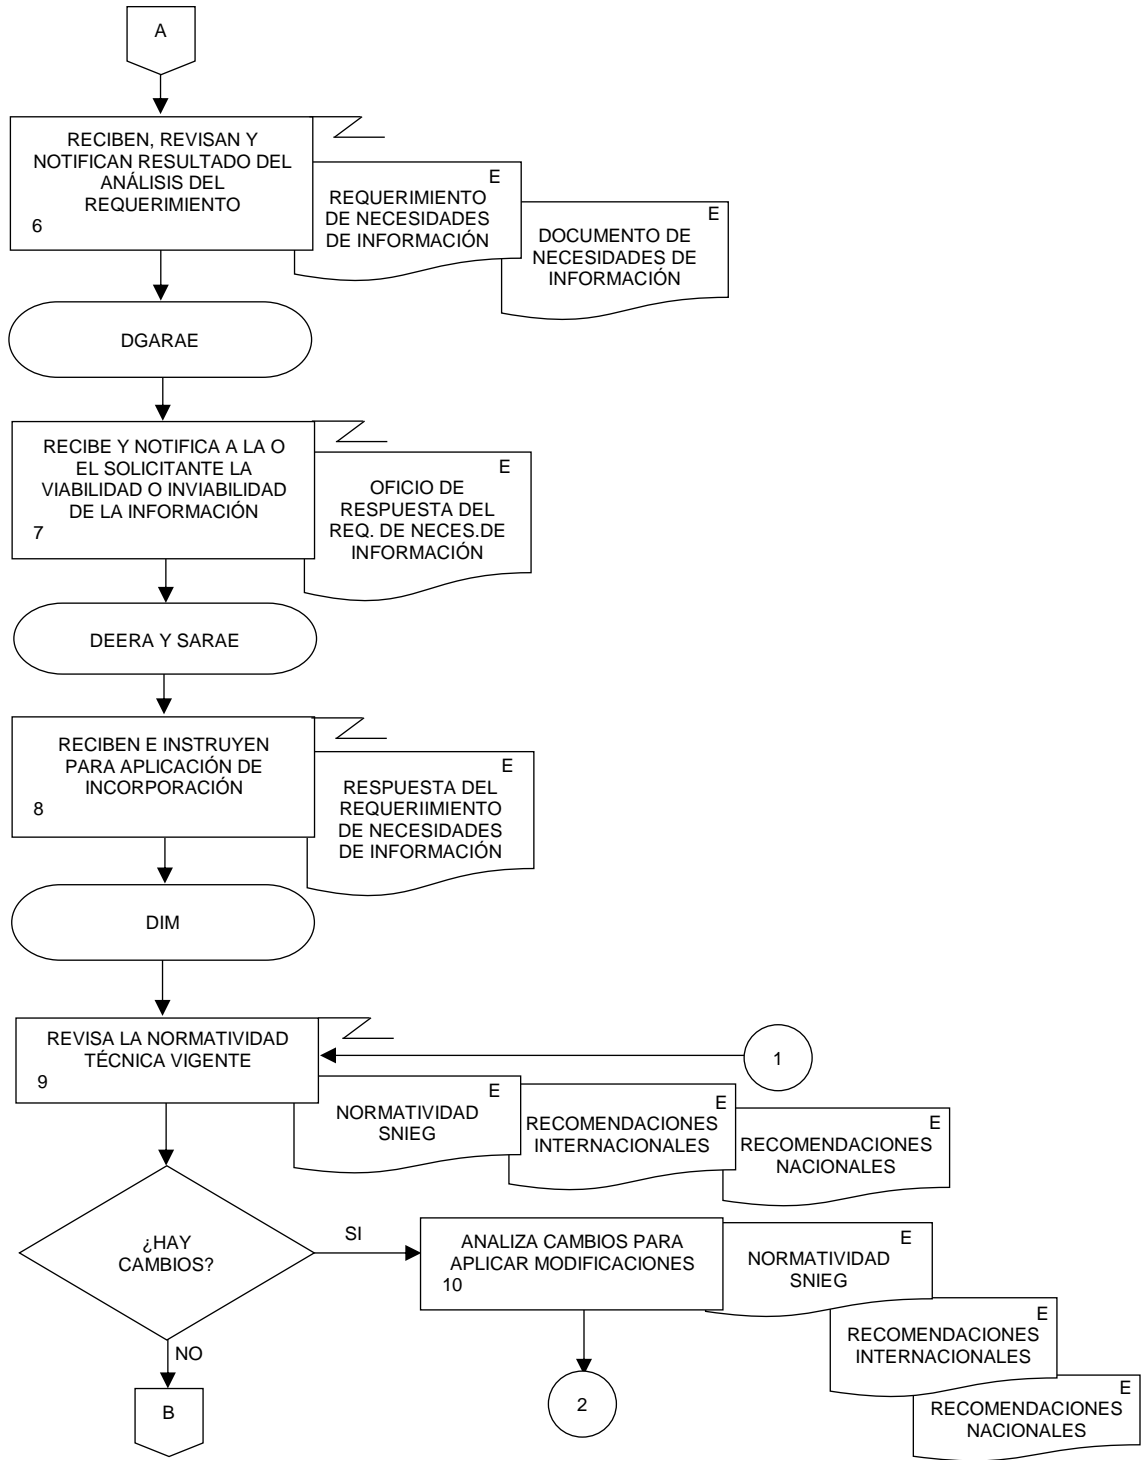 A
RECIBEN, REVISAN Y
NOTIFICAN RESULTADO DEL
ANÁLISIS DEL
REQUERIMIENTO
6
E
REQUERIMIENTO
DE NECESIDADES
DE INFORMACIÓN
E
DOCUMENTO DE
NECESIDADES DE
INFORMACIÓN
DGARAE
RECIBE Y NOTIFICA A LA O
EL SOLICITANTE LA
VIABILIDAD O INVIABILIDAD
DE LA INFORMACIÓN
7
E
OFICIO DE
RESPUESTA DEL
REQ. DE NECES.DE
INFORMACIÓN
DEERA Y SARAE
RECIBEN E INSTRUYEN
PARA APLICACIÓN DE
INCORPORACIÓN
8
E
RESPUESTA DEL
REQUERIIMIENTO
DE NECESIDADES
DE INFORMACIÓN
DIM
REVISA LA NORMATIVIDAD
TÉCNICA VIGENTE
9
1
E
NORMATIVIDAD
SNIEG
E
RECOMENDACIONES
INTERNACIONALES
E
RECOMENDACIONES
NACIONALES
¿HAY
CAMBIOS?
SI
ANALIZA CAMBIOS PARA
APLICAR MODIFICACIONES
10
E
NORMATIVIDAD
SNIEG
E
RECOMENDACIONES
INTERNACIONALES
E
RECOMENDACIONES
NACIONALES
NO
B
2